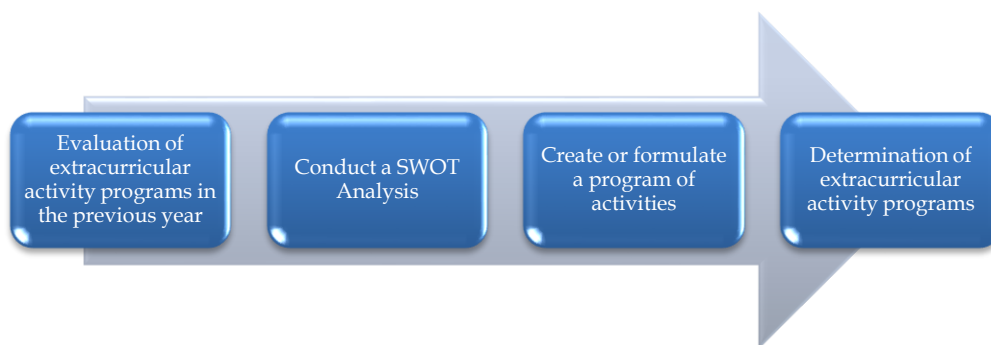 Evaluation of
extracurricular
activity programs in
the previous year
Conduct a SWOT
Analysis
Create or formulate
a program of
activities
Determination of
extracurricular
activity programs